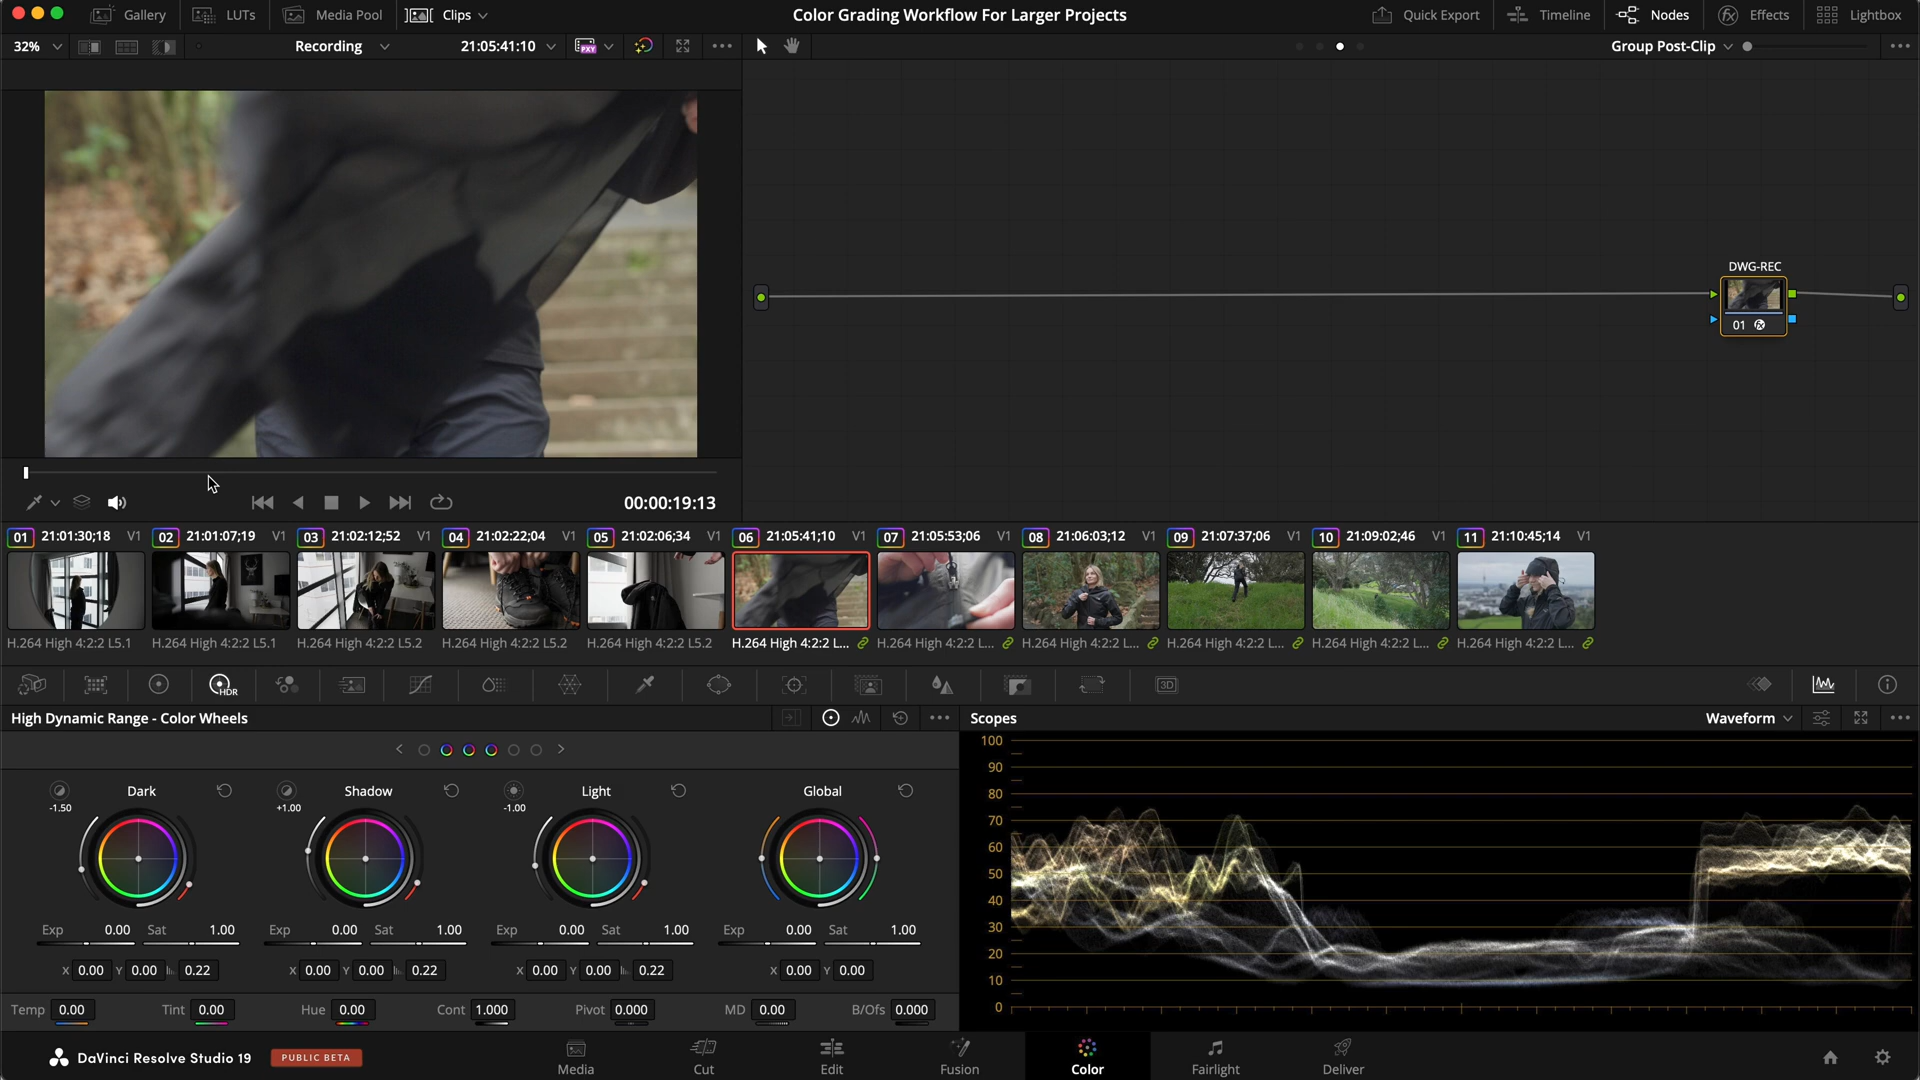 Gallery LUTs Media Pool Clips Color Grading Workflow For Larger Projects Quick Export Timeline Nodes Effects Lightbox
32% Recording 21:05:41:10 PXY Group Post-Clip
DWG-REC
01
00:00:19:13
01 21:01:30;18 V1 02 21:01:07;19 V1 03 21:02:12;52 V1 04 21:02:22;04 V1 05 21:02:06;34 V1 06 21:05:41;10 V1 07 21:05:53;06 V1 08 21:06:03;12 V1 09 21:07:37;06 V1 10 21:09:02;46 V1 11 21:10:45;14 V1
H.264 High 4:2:2 L5.1 H.264 High 4:2:2 L5.1 H.264 High 4:2:2 L5.2 H.264 High 4:2:2 L5.2 H.264 High 4:2:2 L5.2 H.264 High 4:2:2 L... H.264 High 4:2:2 L... H.264 High 4:2:2 L... H.264 High 4:2:2 L... H.264 High 4:2:2 L... H.264 High 4:2:2 L...
HDR 3D
High Dynamic Range - Color Wheels Scopes Waveform
100
90
80
70
60
50
40
30
20
10
0
Dark Shadow Light Global
-1.50 +1.00 -1.00
Exp 0.00 Sat 1.00 Exp 0.00 Sat 1.00 Exp 0.00 Sat 1.00 Exp 0.00 Sat 1.00
X 0.00 Y 0.00 0.22 X 0.00 Y 0.00 0.22 X 0.00 Y 0.00 0.22 X 0.00 Y 0.00
Temp 0.00 Tint 0.00 Hue 0.00 Cont 1.000 Pivot 0.000 MD 0.00 B/Ofs 0.000
DaVinci Resolve Studio 19 PUBLIC BETA
Media Cut Edit Fusion Color Fairlight Deliver